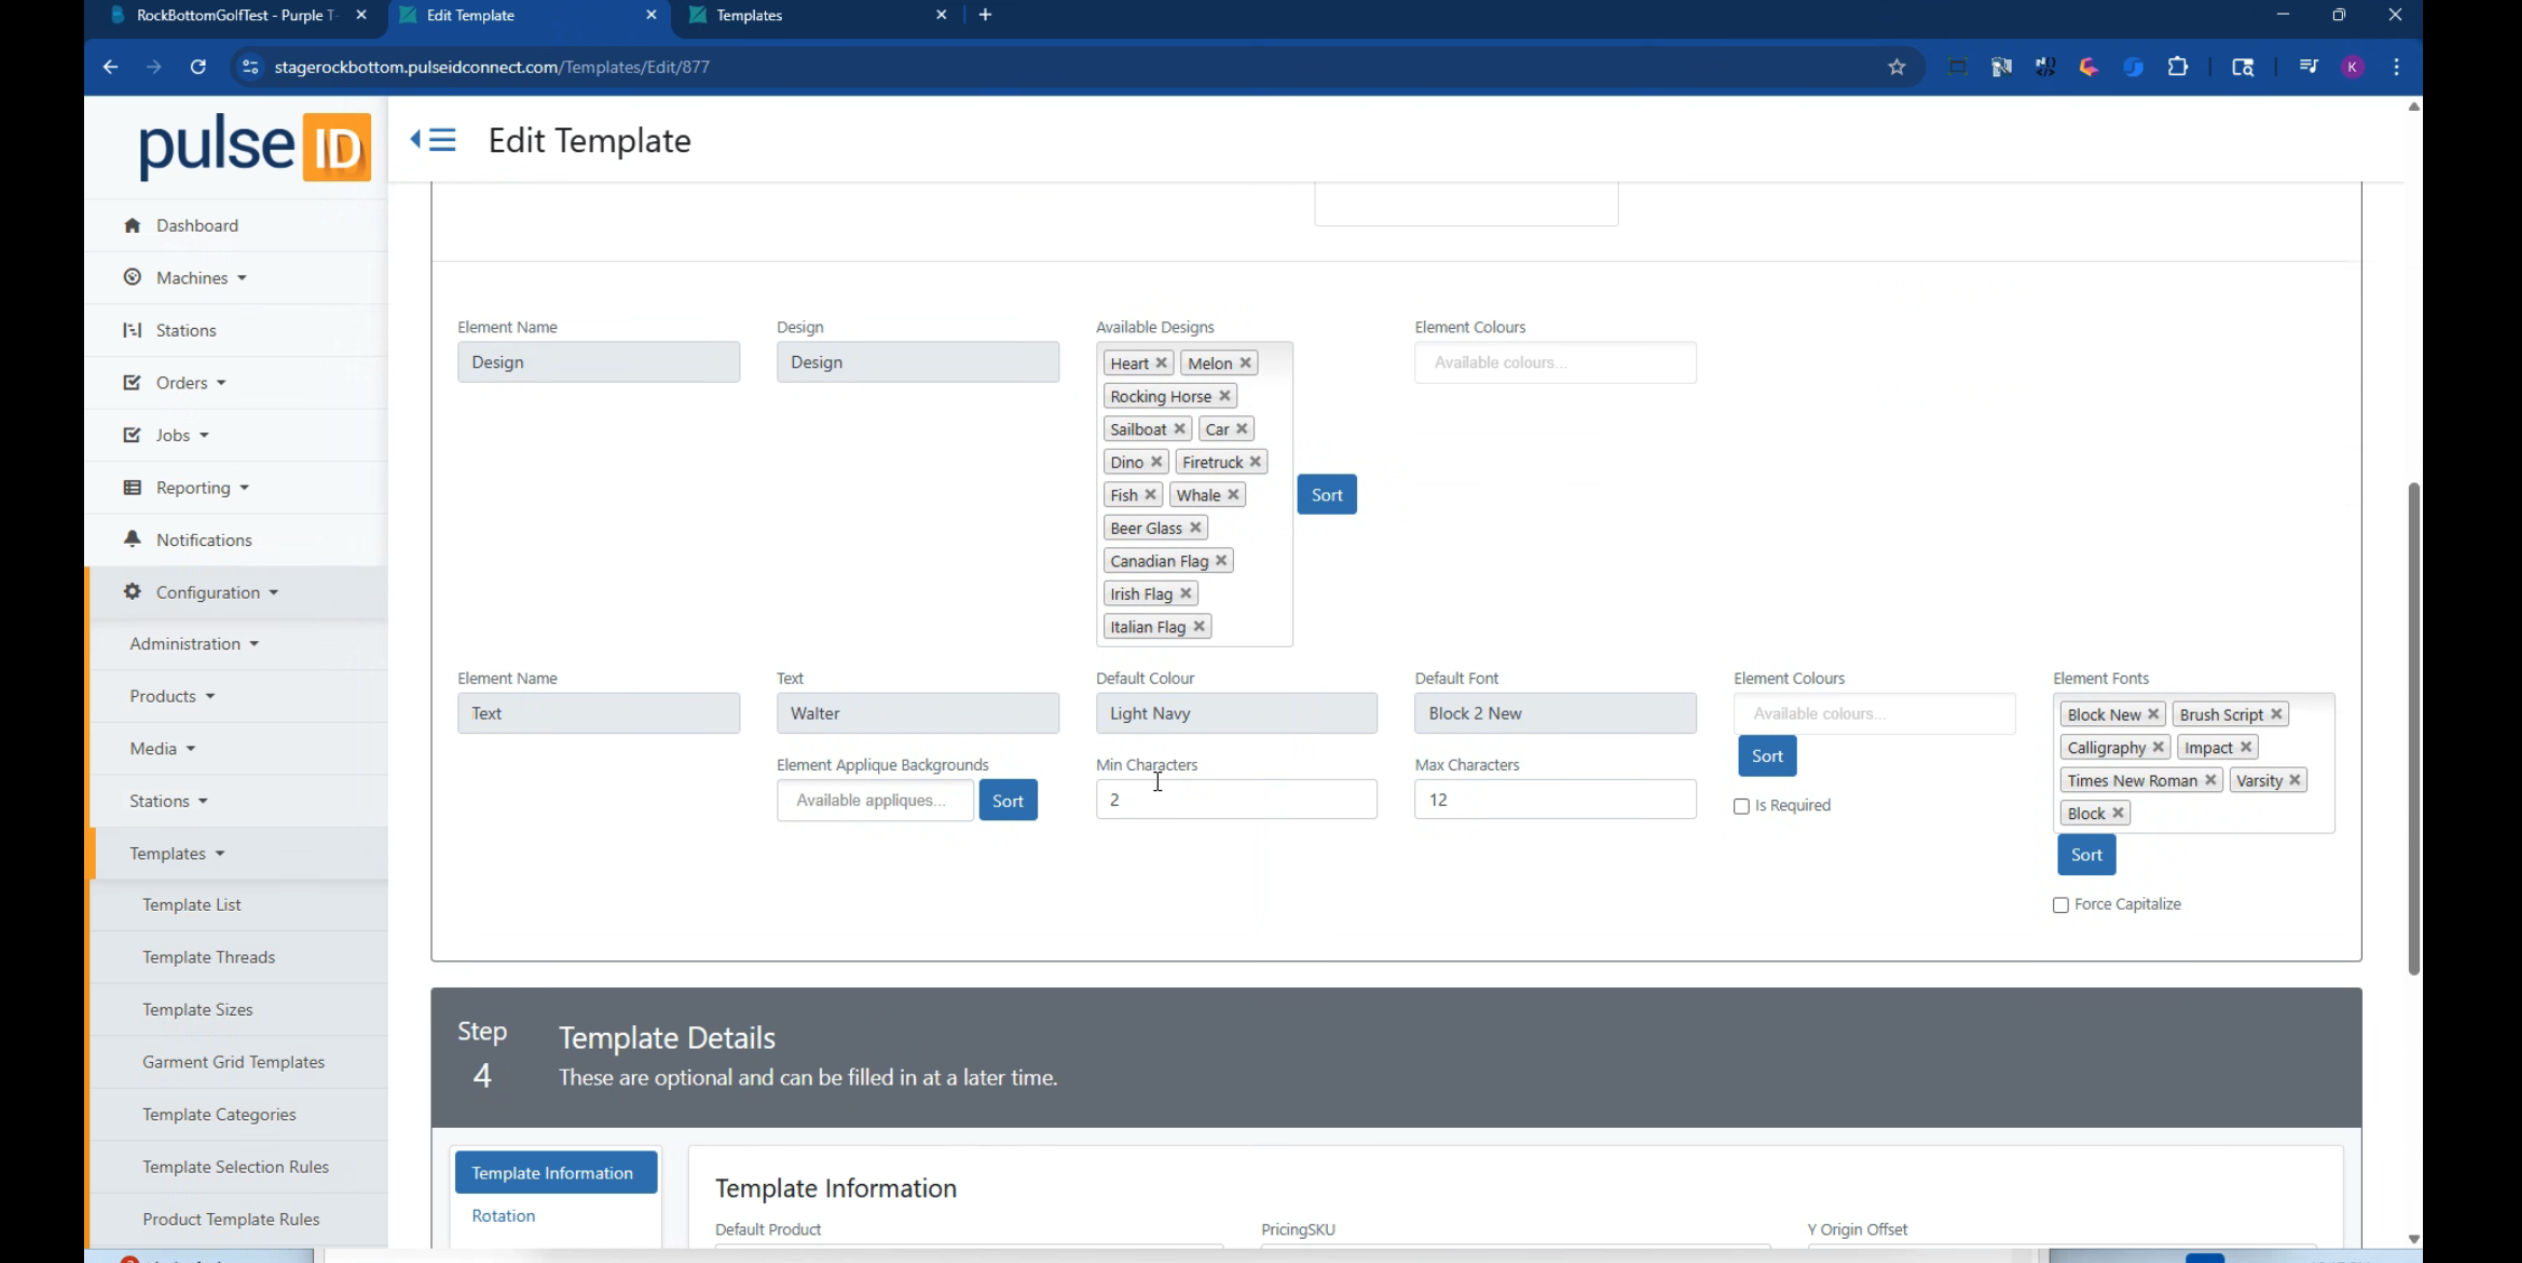 RockBottomGolfTest - Purple T-
Edit Template
Templates
stagerockbottom.pulseidconnect.com/Templates/Edit/877
K
pulse ID
Edit Template
Dashboard
Machines
Stations
Orders
Jobs
Reporting
Notifications
Configuration
Administration
Products
Media
Stations
Templates
Template List
Template Threads
Template Sizes
Garment Grid Templates
Template Categories
Template Selection Rules
Product Template Rules
Element Name
Design
Available Designs
Element Colours
Design
Design
Heart Melon
Rocking Horse
Sailboat Car
Dino Firetruck
Fish Whale
Beer Glass
Canadian Flag
Irish Flag
Italian Flag
Sort
Available colours...
Element Name
Text
Default Colour
Default Font
Element Colours
Element Fonts
Text
Walter
Light Navy
Block 2 New
Available colours...
Sort
Block New Brush Script
Calligraphy Impact
Times New Roman Varsity
Block
Sort
Element Applique Backgrounds
Min Characters
Max Characters
Available appliques...
Sort
2
12
Is Required
Force Capitalize
Step
4
Template Details
These are optional and can be filled in at a later time.
Template Information
Rotation
Template Information
Default Product
PricingSKU
Y Origin Offset